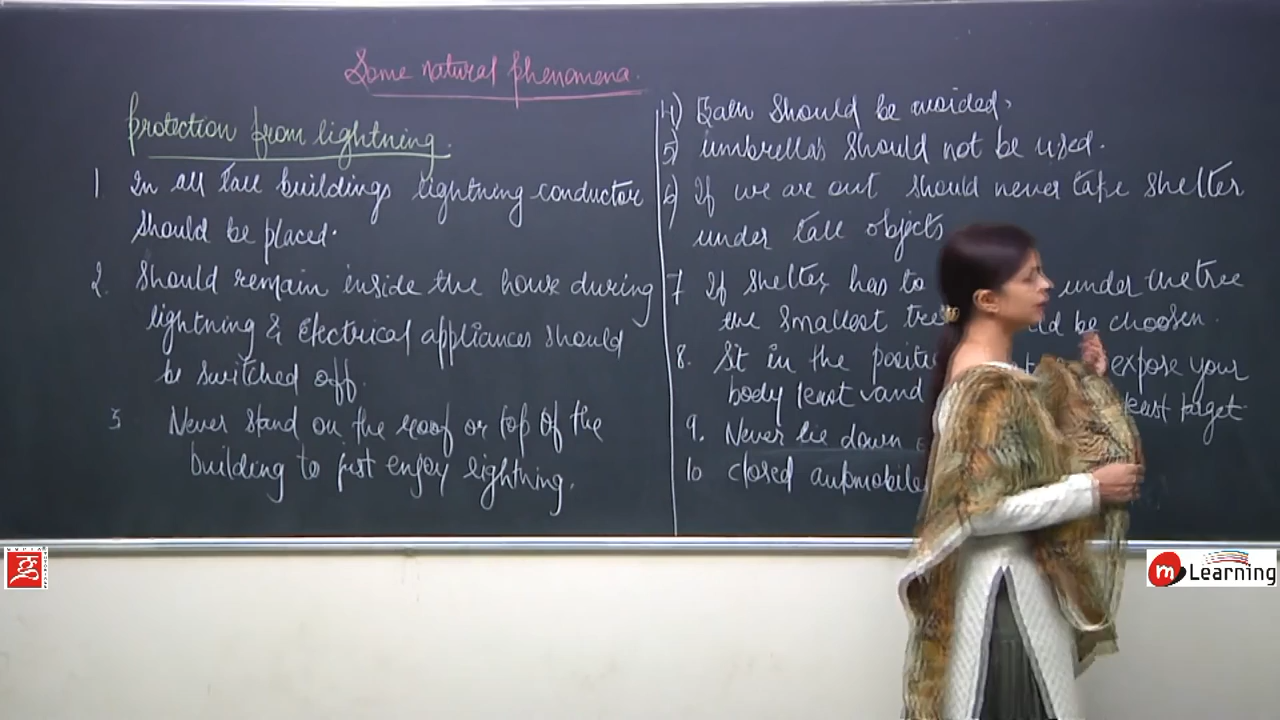 Some natural phenomena.
protection from lightning.
1 In all tall buildings lightning conductor
should be placed.
2. Should remain inside the house during
lightning & Electrical appliances should
be switched off.
3 Never stand on the roof or top of the
building to just enjoy lightning.
4) should be avoided.
5) umbrellas should not be used.
6) If we are out should never take shelter
under tall objects
7 If shelter has to under the tree
the smallest be choosen.
8. Sit in the expose your
body least and least target
9. Never lie down
10 closed
m Learning